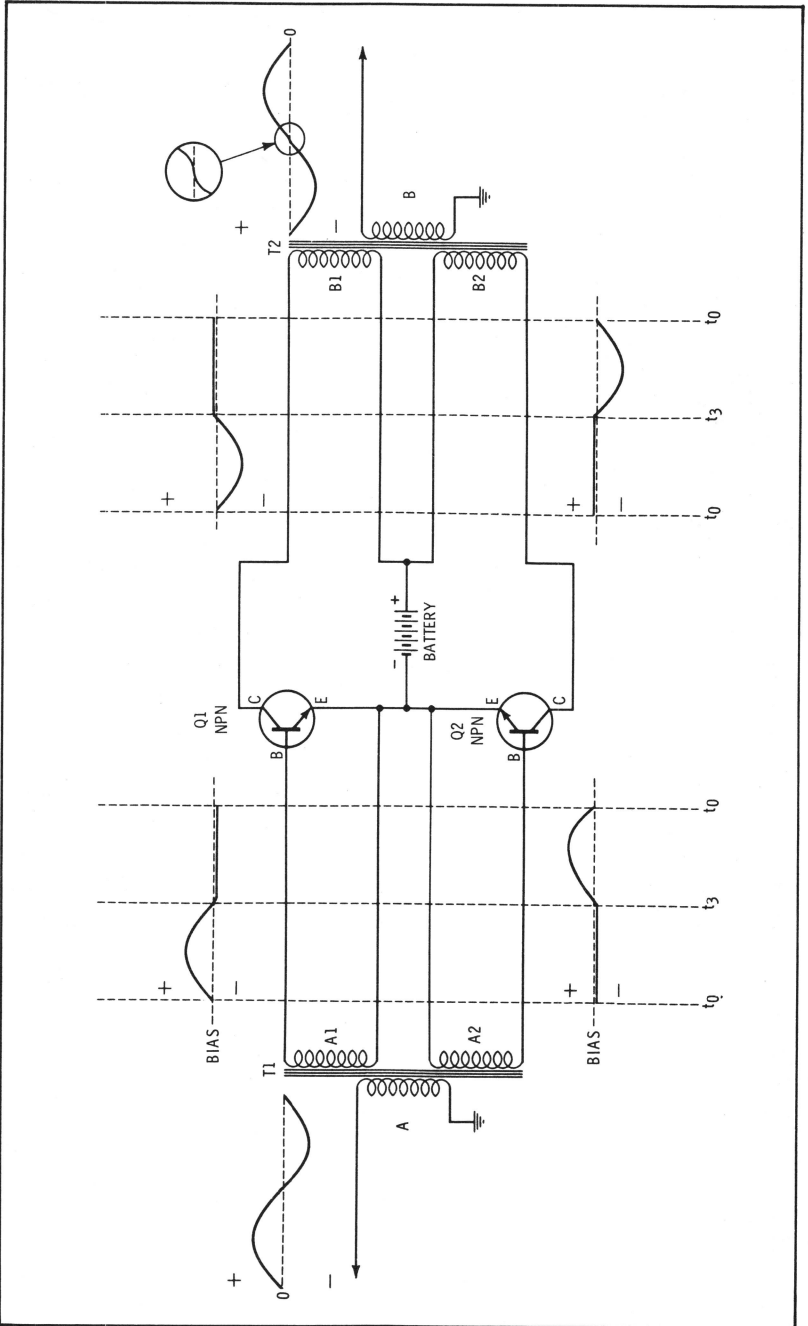 +
0
−
A
T1
A1
A2
BIAS
+
−
t0
t3
t0
BIAS
+
−
Q1
NPN
B
C
E
Q2
NPN
B
E
C
− +
BATTERY
+
−
t0
t3
t0
+
−
T2
B1
B2
B
+
−
0